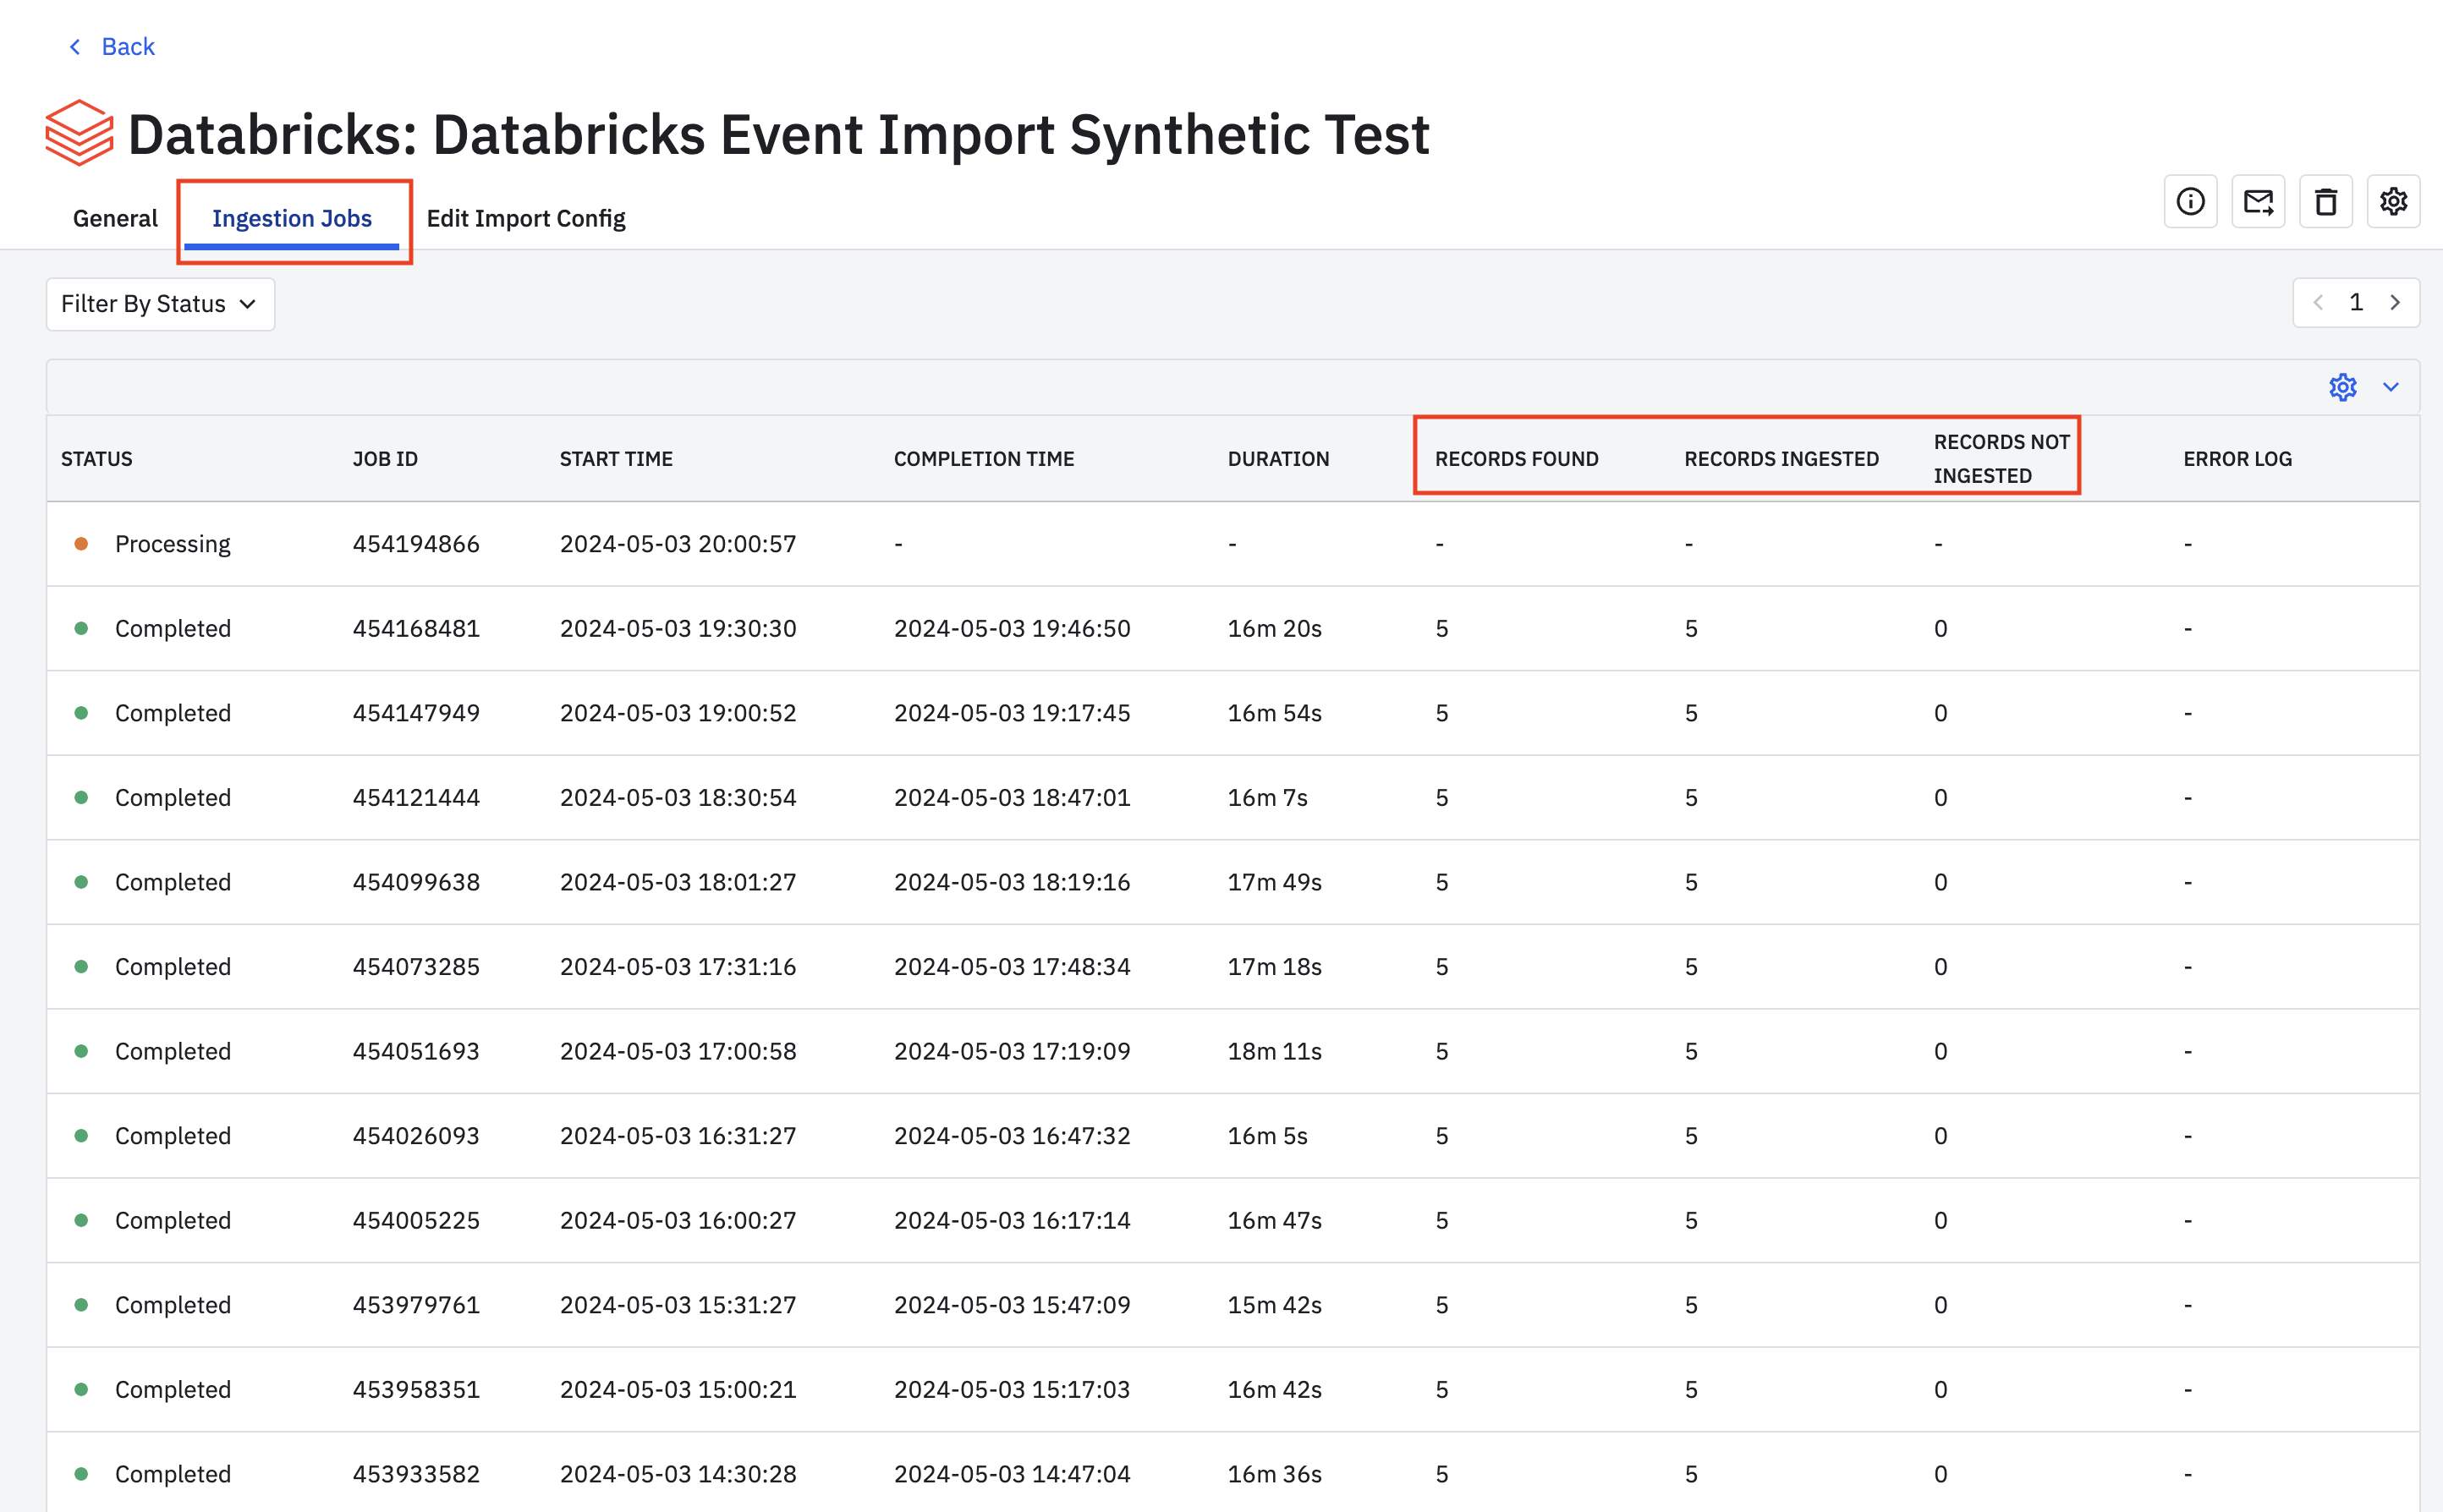 Back
Databricks: Databricks Event Import Synthetic Test
General Ingestion Jobs Edit Import Config
Filter By Status
1
STATUS JOB ID START TIME COMPLETION TIME DURATION RECORDS FOUND RECORDS INGESTED RECORDS NOT INGESTED ERROR LOG
Processing 454194866 2024-05-03 20:00:57 - - - - - -
Completed 454168481 2024-05-03 19:30:30 2024-05-03 19:46:50 16m 20s 5 5 0 -
Completed 454147949 2024-05-03 19:00:52 2024-05-03 19:17:45 16m 54s 5 5 0 -
Completed 454121444 2024-05-03 18:30:54 2024-05-03 18:47:01 16m 7s 5 5 0 -
Completed 454099638 2024-05-03 18:01:27 2024-05-03 18:19:16 17m 49s 5 5 0 -
Completed 454073285 2024-05-03 17:31:16 2024-05-03 17:48:34 17m 18s 5 5 0 -
Completed 454051693 2024-05-03 17:00:58 2024-05-03 17:19:09 18m 11s 5 5 0 -
Completed 454026093 2024-05-03 16:31:27 2024-05-03 16:47:32 16m 5s 5 5 0 -
Completed 454005225 2024-05-03 16:00:27 2024-05-03 16:17:14 16m 47s 5 5 0 -
Completed 453979761 2024-05-03 15:31:27 2024-05-03 15:47:09 15m 42s 5 5 0 -
Completed 453958351 2024-05-03 15:00:21 2024-05-03 15:17:03 16m 42s 5 5 0 -
Completed 453933582 2024-05-03 14:30:28 2024-05-03 14:47:04 16m 36s 5 5 0 -